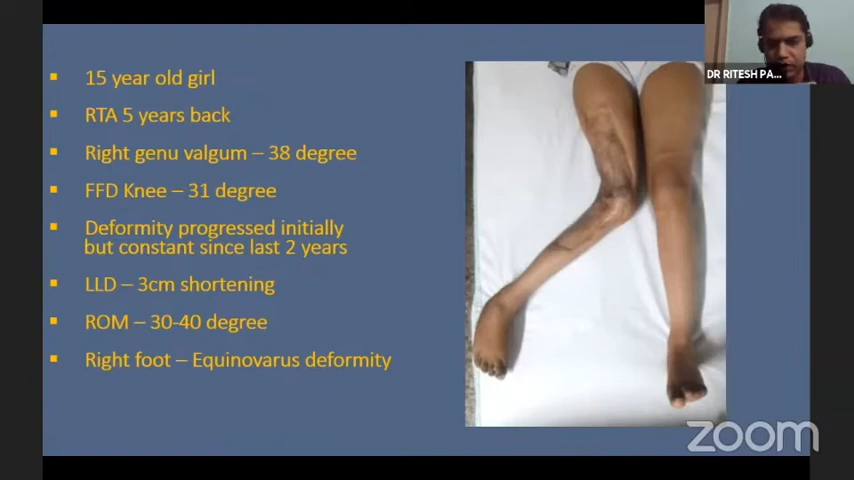 DR RITESH PA...
15 year old girl
RTA 5 years back
Right genu valgum – 38 degree
FFD Knee – 31 degree
Deformity progressed initially
but constant since last 2 years
LLD – 3cm shortening
ROM – 30-40 degree
Right foot – Equinovarus deformity
zoom